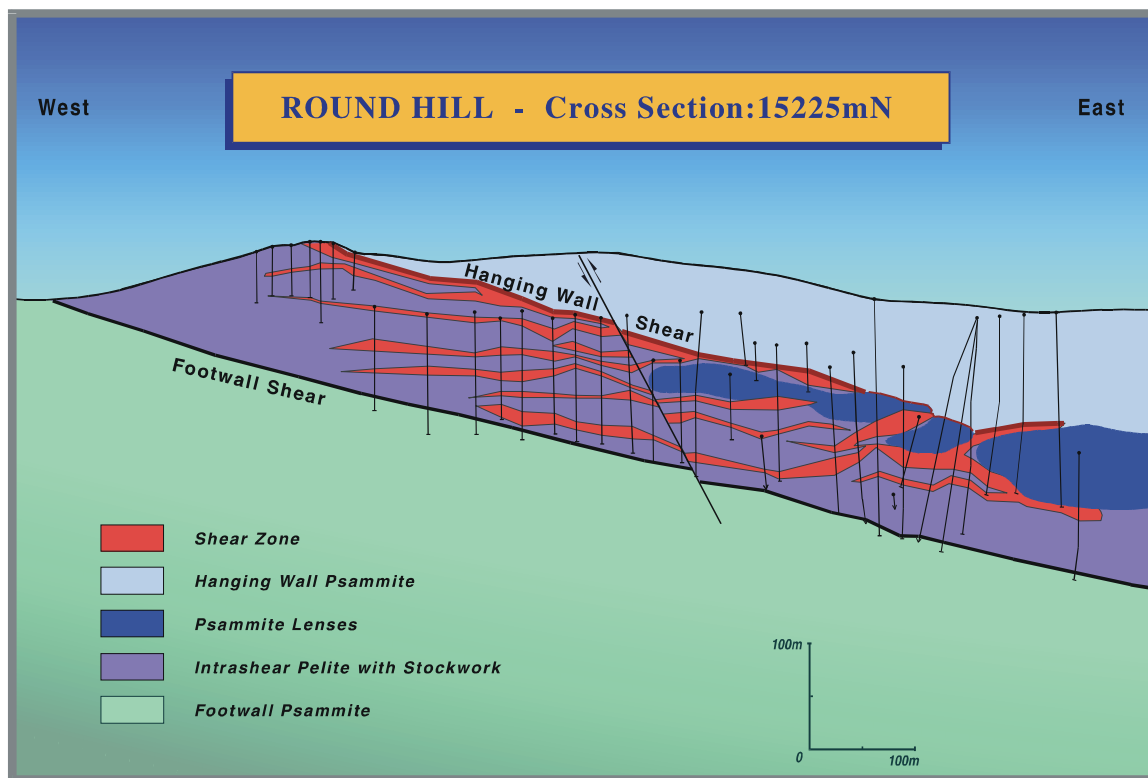 West
ROUND HILL - Cross Section:15225mN
East
Hanging Wall
Shear
Footwall Shear
Shear Zone
Hanging Wall Psammite
Psammite Lenses
Intrashear Pelite with Stockwork
Footwall Psammite
100m
0
100m